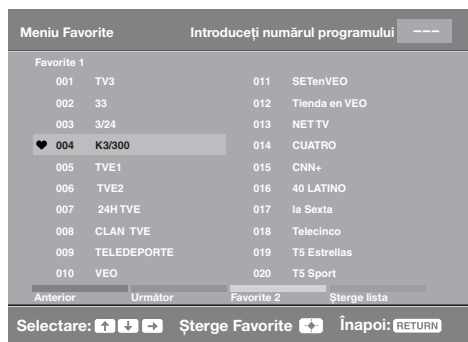 Meniu Favorite Introduceți numărul programului ---
Favorite 1
001 TV3 011 SETenVEO
002 33 012 Tienda en VEO
003 3/24 013 NET TV
004 K3/300 014 CUATRO
005 TVE1 015 CNN+
006 TVE2 016 40 LATINO
007 24H TVE 017 la Sexta
008 CLAN TVE 018 Telecinco
009 TELEDEPORTE 019 T5 Estrellas
010 VEO 020 T5 Sport
Anterior Următor Favorite 2 Șterge lista
Selectare: ↑ ↓ → Șterge Favorite Înapoi: RETURN